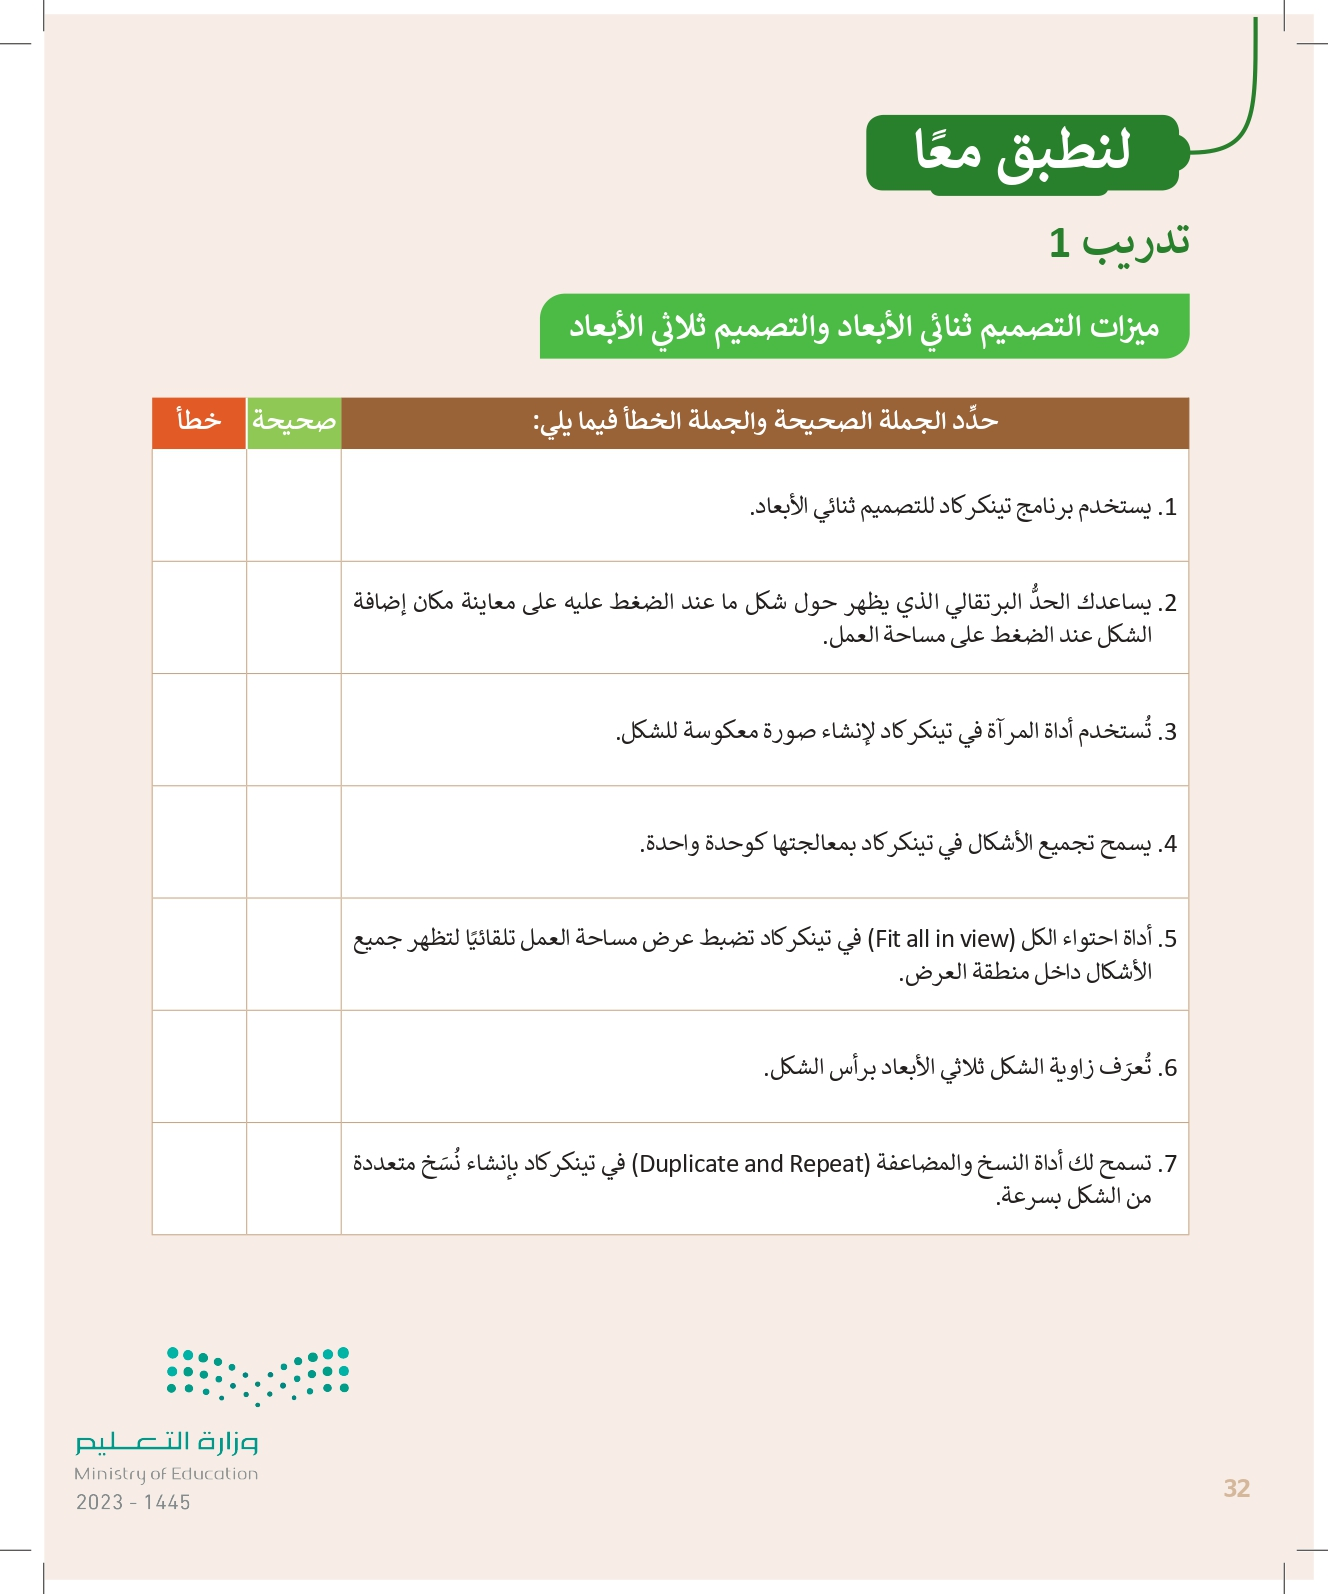 لنطبق معًا
تدريب 1
ميزات التصميم ثنائي الأبعاد والتصميم ثلاثي الأبعاد
حدِّد الجملة الصحيحة والجملة الخطأ فيما يلي: صحيحة خطأ
1. يستخدم برنامج تينكركاد للتصميم ثنائي الأبعاد.
2. يساعدك الحدُّ البرتقالي الذي يظهر حول شكل ما عند الضغط عليه على معاينة مكان إضافة
الشكل عند الضغط على مساحة العمل.
3. تُستخدم أداة المرآة في تينكركاد لإنشاء صورة معكوسة للشكل.
4. يسمح تجميع الأشكال في تينكركاد بمعالجتها كوحدة واحدة.
5. أداة احتواء الكل (Fit all in view) في تينكركاد تضبط عرض مساحة العمل تلقائيًا لتظهر جميع
الأشكال داخل منطقة العرض.
6. تُعرَف زاوية الشكل ثلاثي الأبعاد برأس الشكل.
7. تسمح لك أداة النسخ والمضاعفة (Duplicate and Repeat) في تينكركاد بإنشاء نُسَخ متعددة
من الشكل بسرعة.
وزارة التعليم
Ministry of Education
2023 - 1445
32